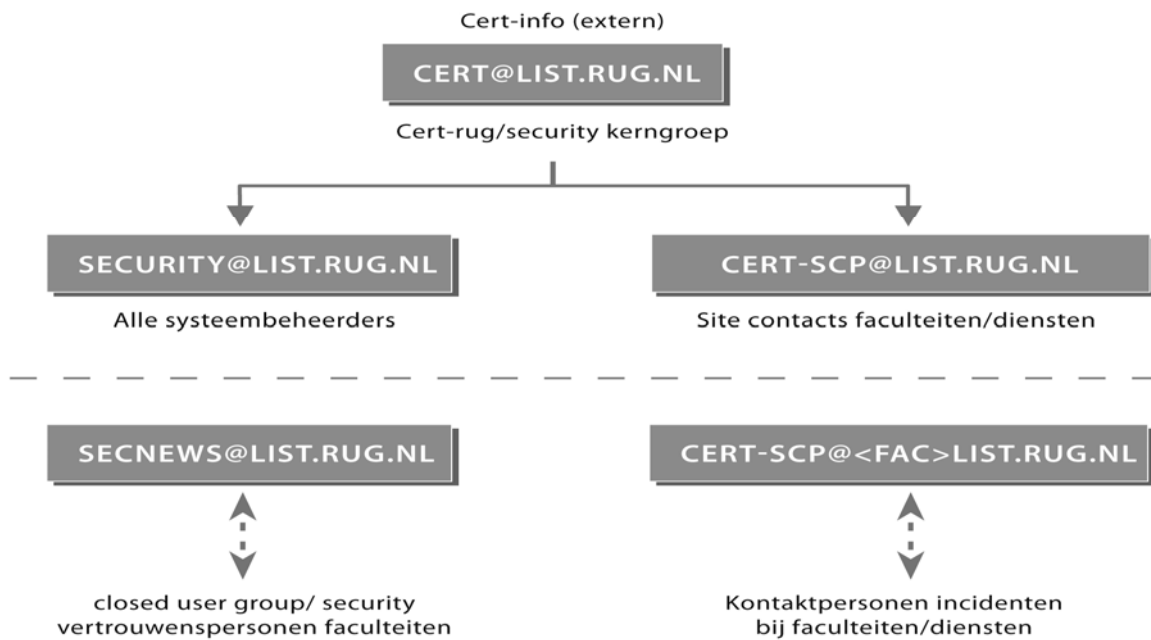 Cert-info (extern)
CERT@LIST.RUG.NL
Cert-rug/security kerngroep
SECURITY@LIST.RUG.NL
CERT-SCP@LIST.RUG.NL
Alle systeembeheerders
Site contacts faculteiten/diensten
SECNEWS@LIST.RUG.NL
CERT-SCP@<FAC>LIST.RUG.NL
closed user group/ security
vertrouwenspersonen faculteiten
Kontaktpersonen incidenten
bij faculteiten/diensten